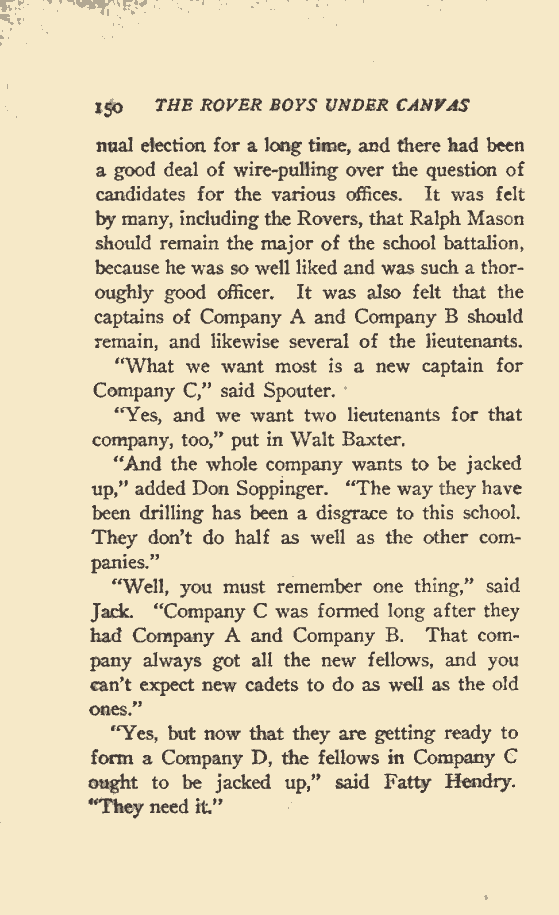 150 THE ROVER BOYS UNDER CANVAS
nual election for a long time, and there had been
a good deal of wire-pulling over the question of
candidates for the various offices. It was felt
by many, including the Rovers, that Ralph Mason
should remain the major of the school battalion,
because he was so well liked and was such a thor-
oughly good officer. It was also felt that the
captains of Company A and Company B should
remain, and likewise several of the lieutenants.
“What we want most is a new captain for
Company C,” said Spouter.
“Yes, and we want two lieutenants for that
company, too,” put in Walt Baxter.
“And the whole company wants to be jacked
up,” added Don Soppinger. “The way they have
been drilling has been a disgrace to this school.
They don’t do half as well as the other com-
panies.”
“Well, you must remember one thing,” said
Jack. “Company C was formed long after they
had Company A and Company B. That com-
pany always got all the new fellows, and you
can’t expect new cadets to do as well as the old
ones.”
“Yes, but now that they are getting ready to
form a Company D, the fellows in Company C
ought to be jacked up,” said Fatty Hendry.
“They need it.”